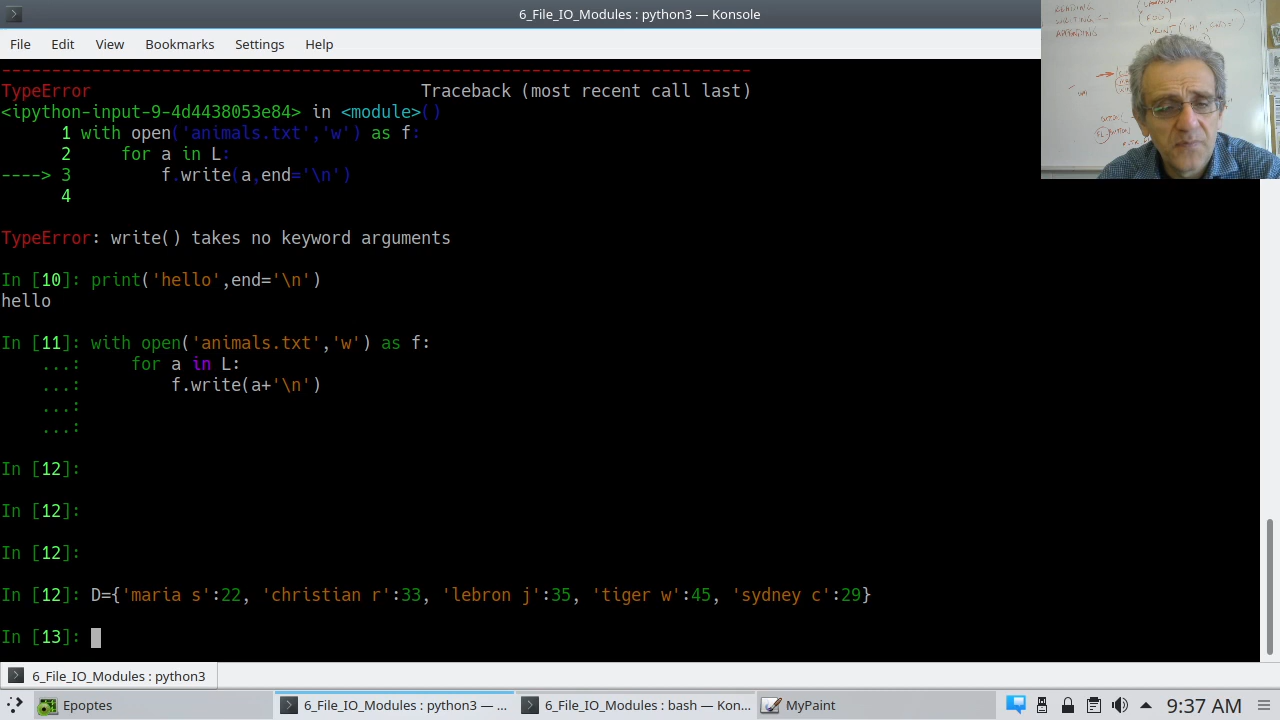 6_File_IO_Modules : python3 — Konsole
File Edit View Bookmarks Settings Help
---------------------------------------------------------------------------
TypeError                                 Traceback (most recent call last)
<ipython-input-9-4d4438053e84> in <module>()
      1 with open('animals.txt','w') as f:
      2     for a in L:
----> 3         f.write(a,end='\n')
      4
TypeError: write() takes no keyword arguments
In [10]: print('hello',end='\n')
hello
In [11]: with open('animals.txt','w') as f:
    ...:     for a in L:
    ...:         f.write(a+'\n')
    ...:
    ...:
In [12]:
In [12]:
In [12]:
In [12]: D={'maria s':22, 'christian r':33, 'lebron j':35, 'tiger w':45, 'sydney c':29}
In [13]:
READING
WRITING
APPENDING
6_File_IO_Modules : python3
Epoptes
6_File_IO_Modules : python3 — ...
6_File_IO_Modules : bash — Kon...
MyPaint
9:37 AM